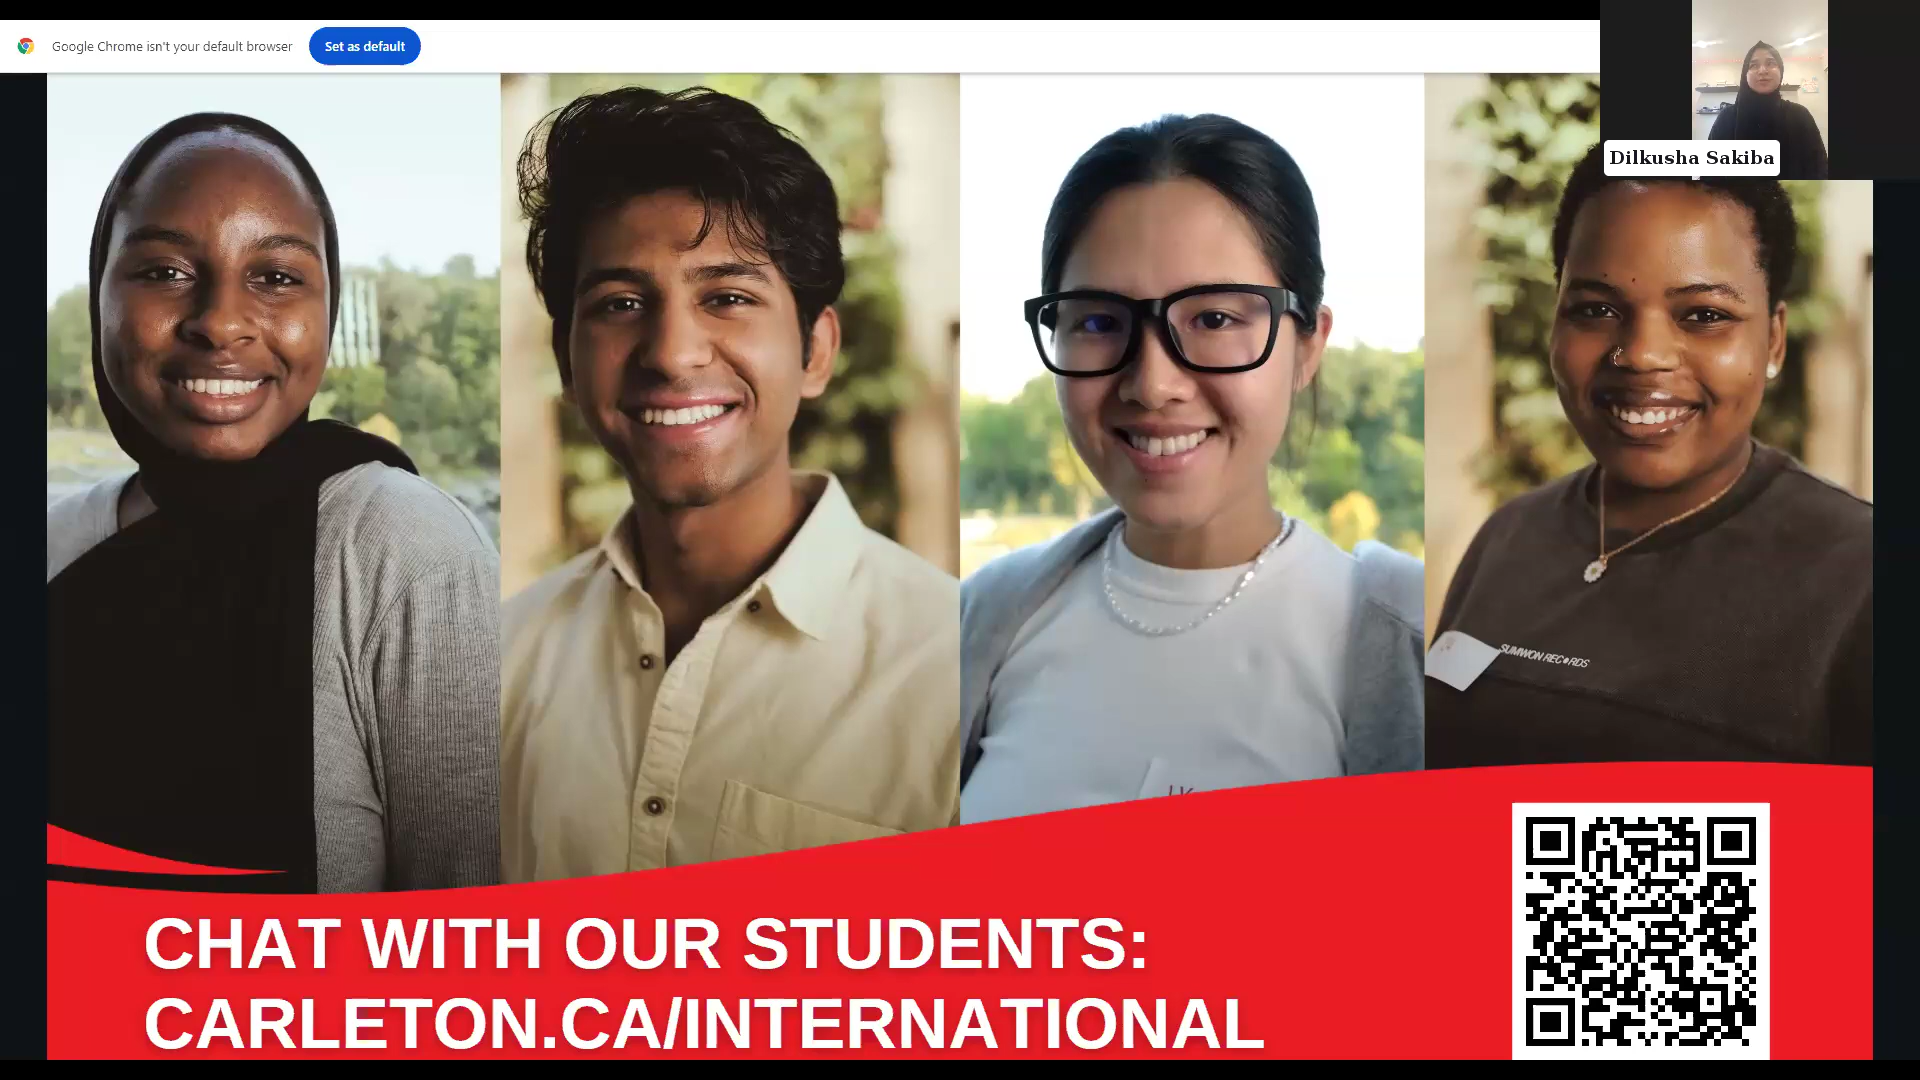 Google Chrome isn't your default browser
Set as default
Dilkusha Sakiba
SUMWON RECORDS
CHAT WITH OUR STUDENTS:
CARLETON.CA/INTERNATIONAL